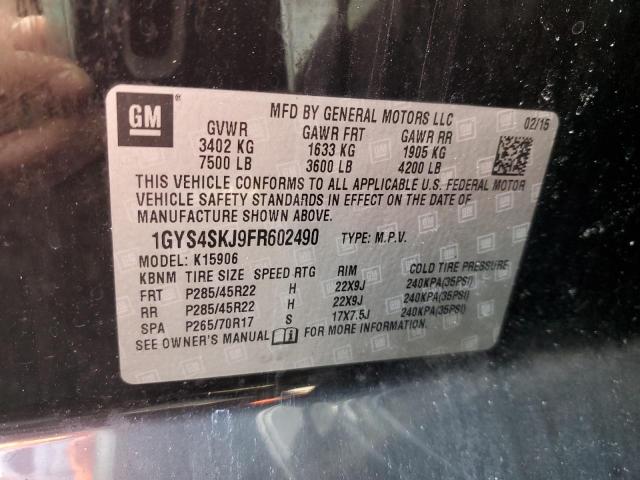 GM
MFD BY GENERAL MOTORS LLC
02/15
GVWR GAWR FRT GAWR RR
3402 KG 1633 KG 1905 KG
7500 LB 3600 LB 4200 LB
THIS VEHICLE CONFORMS TO ALL APPLICABLE U.S. FEDERAL MOTOR
VEHICLE SAFETY STANDARDS IN EFFECT ON THE DATE OF
MANUFACTURE SHOWN ABOVE.
1GYS4SKJ9FR602490 TYPE: M.P.V.
MODEL: K15906
KBNM TIRE SIZE SPEED RTG RIM COLD TIRE PRESSURE
FRT P285/45R22 H 22X9J 240KPA(35PSI)
RR P285/45R22 H 22X9J 240KPA(35PSI)
SPA P265/70R17 S 17X7.5J 240KPA(35PSI)
SEE OWNER'S MANUAL